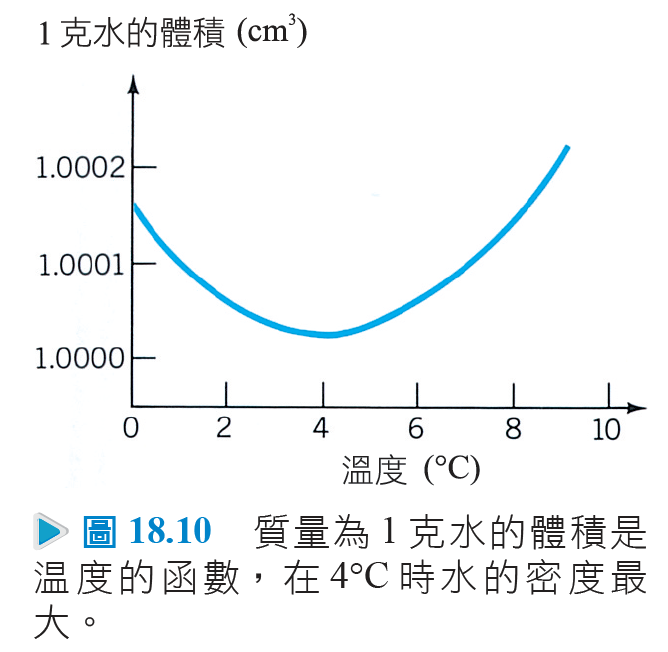 1 克水的體積 (cm³)
1.0002
1.0001
1.0000
0 2 4 6 8 10
溫度 (°C)
圖 18.10 質量為 1 克水的體積是
温度的函數，在 4°C 時水的密度最
大。